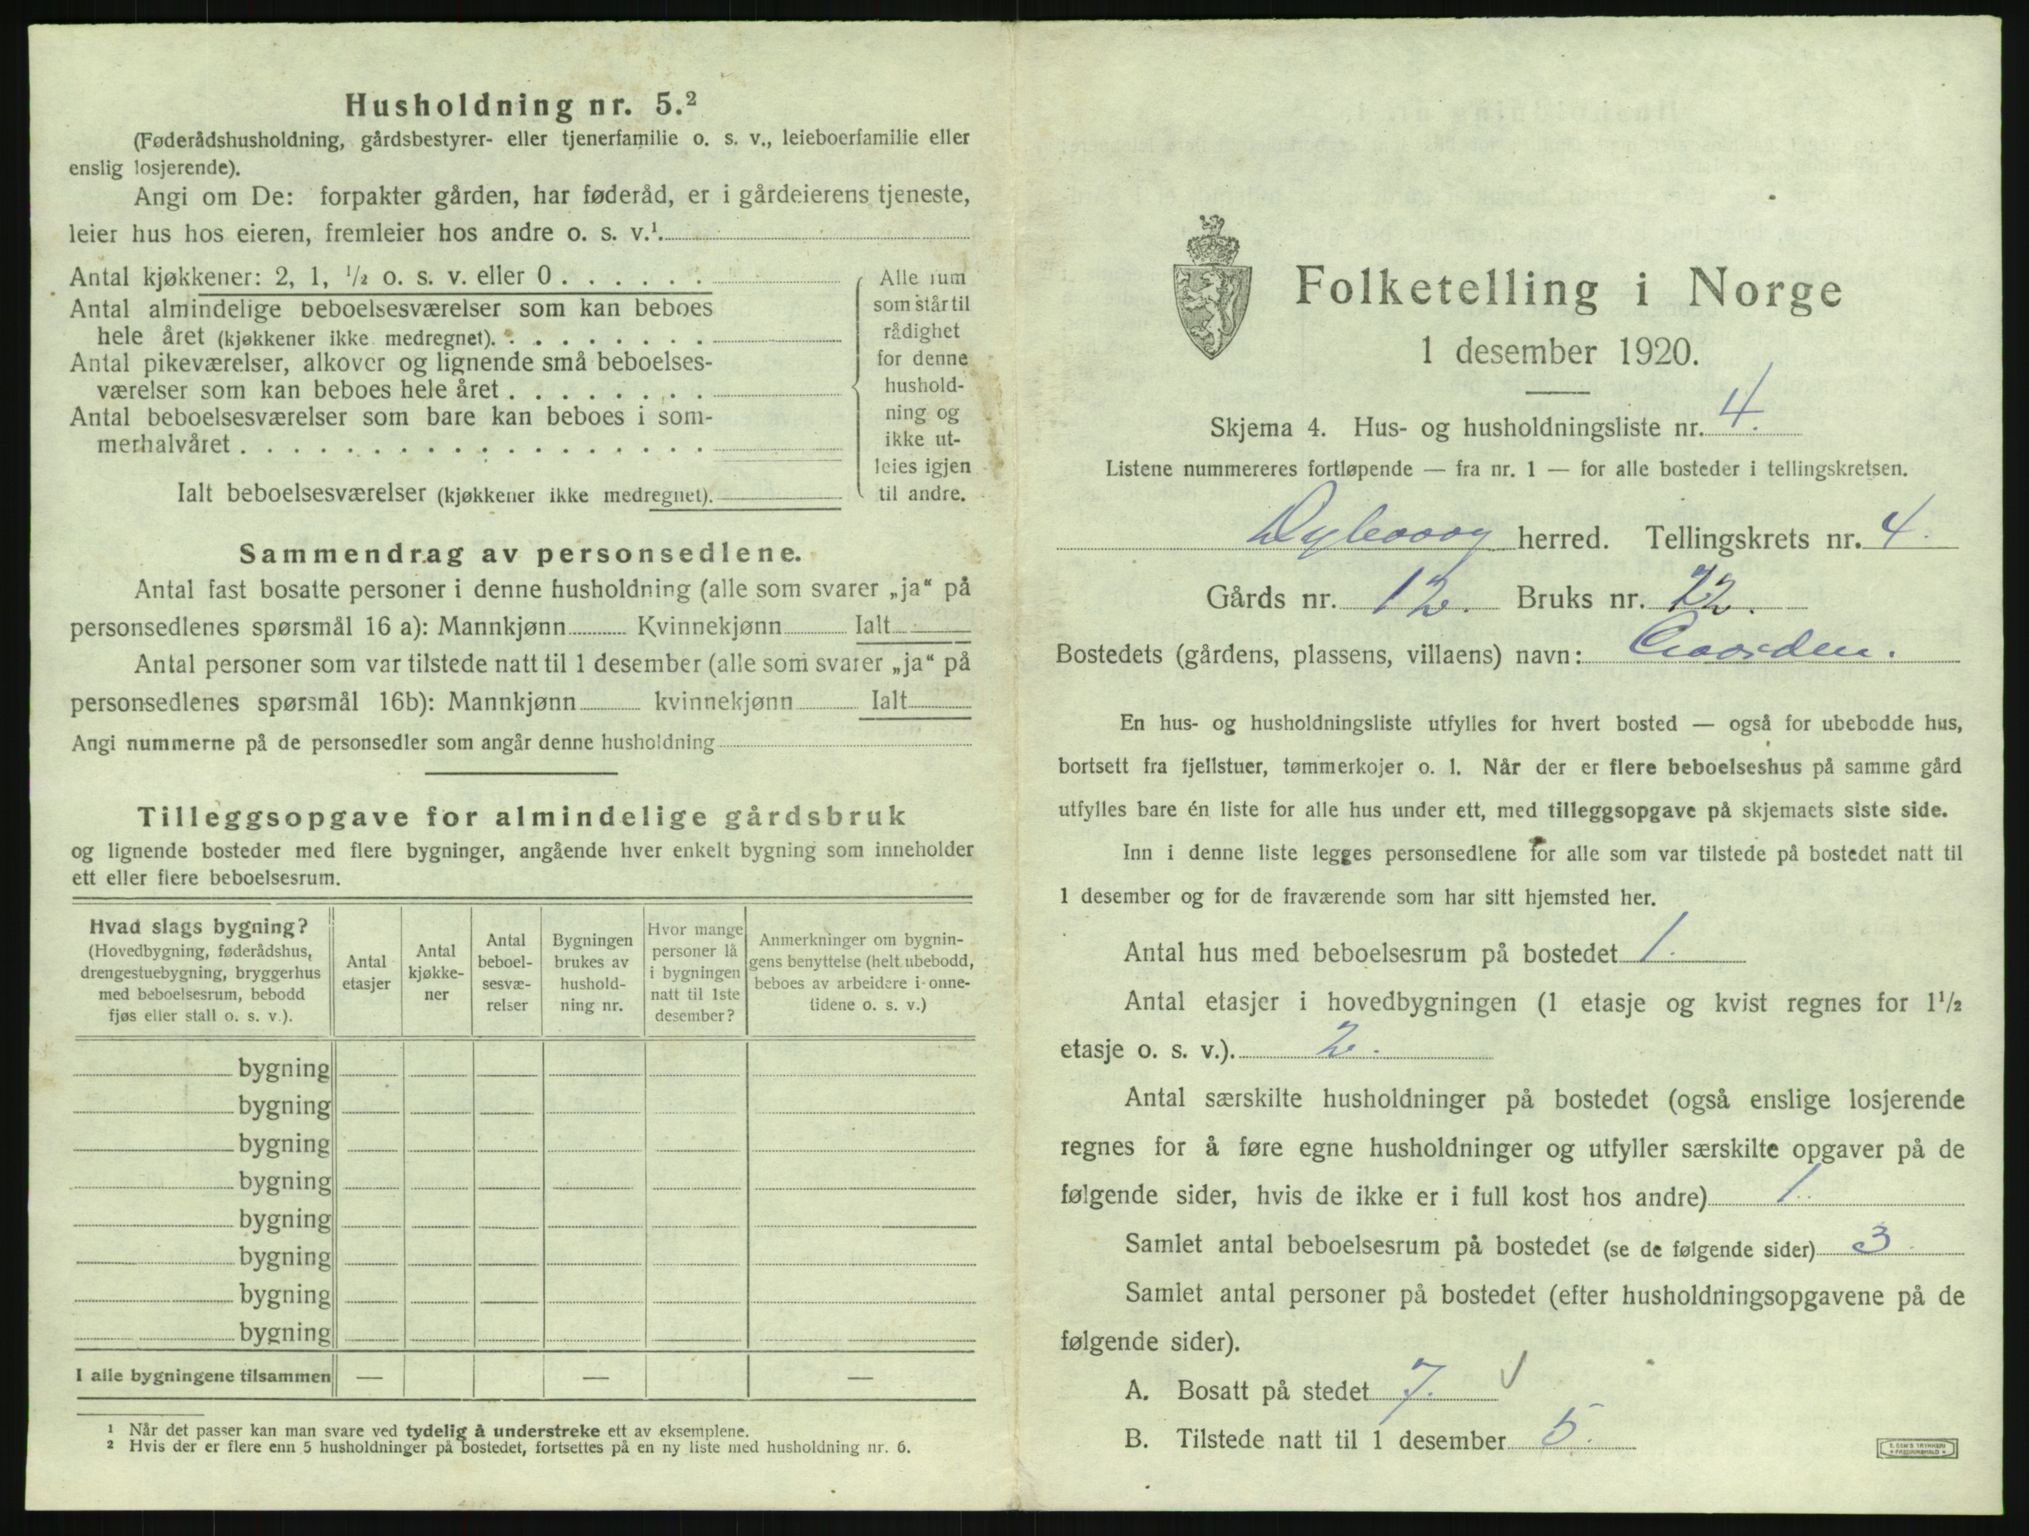 Husholdning nr. 5.²
(Føderådshusholdning, gårdsbestyrer- eller tjenerfamilie o. s. v., leieboerfamilie eller
enslig losjerende).
Angi om De: forpakter gården, har føderåd, er i gårdeierens tjeneste,
leier hus hos eieren, fremleier hos andre o. s. v.¹
Antal kjøkkener: 2, 1, ½ o. s. v. eller 0 . . . . . .
Antal almindelige beboelsesværelser som kan beboes
hele året (kjøkkener ikke medregnet). . . . . . . . .
Antal pikeværelser, alkover og lignende små beboelses-
værelser som kan beboes hele året . . . . . . . .
Antal beboelsesværelser som bare kan beboes i som-
merhalvåret . . . . . . . . . . . . . . . . . .
Ialt beboelsesværelser (kjøkkener ikke medregnet).
Alle rum
som står til
rådighet
for denne
hushold-
ning og
ikke ut-
leies igjen
til andre.
Sammendrag av personsedlene.
Antal fast bosatte personer i denne husholdning (alle som svarer „ja“ på
personsedlenes spørsmål 16 a): Mannkjønn Kvinnekjønn Ialt
Antal personer som var tilstede natt til 1 desember (alle som svarer „ja“ på
personsedlenes spørsmål 16b): Mannkjønn kvinnekjønn Ialt
Angi nummerne på de personsedler som angår denne husholdning
Tilleggsopgave for almindelige gårdsbruk
og lignende bosteder med flere bygninger, angående hver enkelt bygning som inneholder
ett eller flere beboelsesrum.
Hvad slags bygning?
(Hovedbygning, føderådshus,
drengestuebygning, bryggerhus
med beboelsesrum, bebodd
fjøs eller stall o. s. v.).
Antal
etasjer
Antal
kjøkke-
ner
Antal
beboel-
sesvæ-
relser
Bygningen
brukes av
hushold-
ning nr.
Hvor mange
personer lå
i bygningen
natt til 1ste
desember?
Anmerkninger om bygnin-
gens benyttelse (helt ubebodd,
beboes av arbeidere i onne-
tidene o. s. v.)
bygning
bygning
bygning
bygning
bygning
bygning
bygning
bygning
I alle bygningene tilsammen — — —
¹ Når det passer kan man svare ved tydelig å understreke ett av eksemplene.
² Hvis der er flere enn 5 husholdninger på bostedet, fortsettes på en ny liste med husholdning nr. 6.
Folketelling i Norge
1 desember 1920.
Skjema 4. Hus- og husholdningsliste nr. 4.
Listene nummereres fortløpende — fra nr. 1 — for alle bosteder i tellingskretsen.
herred. Tellingskrets nr. 4.
Gårds nr. 12. Bruks nr. 22.
Bostedets (gårdens, plassens, villaens) navn:
En hus- og husholdningsliste utfylles for hvert bosted — også for ubebodde hus,
bortsett fra fjellstuer, tømmerkojer o. l. Når der er flere beboelseshus på samme gård
utfylles bare én liste for alle hus under ett, med tilleggsopgave på skjemaets siste side.
Inn i denne liste legges personsedlene for alle som var tilstede på bostedet natt til
1 desember og for de fraværende som har sitt hjemsted her.
Antal hus med beboelsesrum på bostedet 1.
Antal etasjer i hovedbygningen (1 etasje og kvist regnes for 1½
etasje o. s. v.). 2.
Antal særskilte husholdninger på bostedet (også enslige losjerende
regnes for å føre egne husholdninger og utfyller særskilte opgaver på de
følgende sider, hvis de ikke er i full kost hos andre) 1.
Samlet antal beboelsesrum på bostedet (se de følgende sider) 3.
Samlet antal personer på bostedet (efter husholdningsopgavene på de
følgende sider).
A. Bosatt på stedet 7. √
B. Tilstede natt til 1 desember 5.